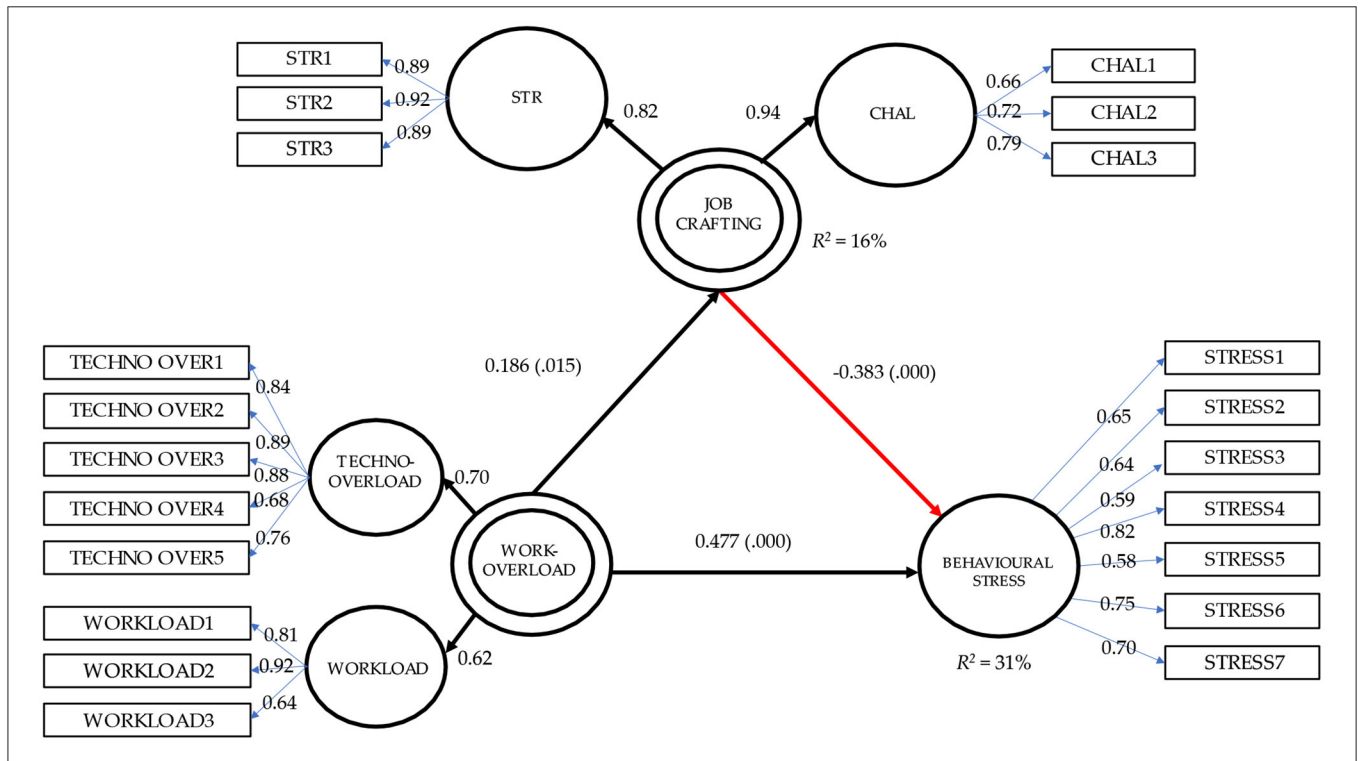 STR1
STR2
STR3
0.89
0.92
0.89
STR
0.82
0.94
CHAL
0.66
0.72
0.79
CHAL1
CHAL2
CHAL3
JOB
CRAFTING
R² = 16%
0.186 (.015)
-0.383 (.000)
TECHNO OVER1
TECHNO OVER2
TECHNO OVER3
TECHNO OVER4
TECHNO OVER5
0.84
0.89
0.88
0.68
0.76
TECHNO-
OVERLOAD
0.70
WORK-
OVERLOAD
0.477 (.000)
WORKLOAD1
WORKLOAD2
WORKLOAD3
0.81
0.92
0.64
WORKLOAD
0.62
BEHAVIOURAL
STRESS
R² = 31%
0.65
0.64
0.59
0.82
0.58
0.75
0.70
STRESS1
STRESS2
STRESS3
STRESS4
STRESS5
STRESS6
STRESS7